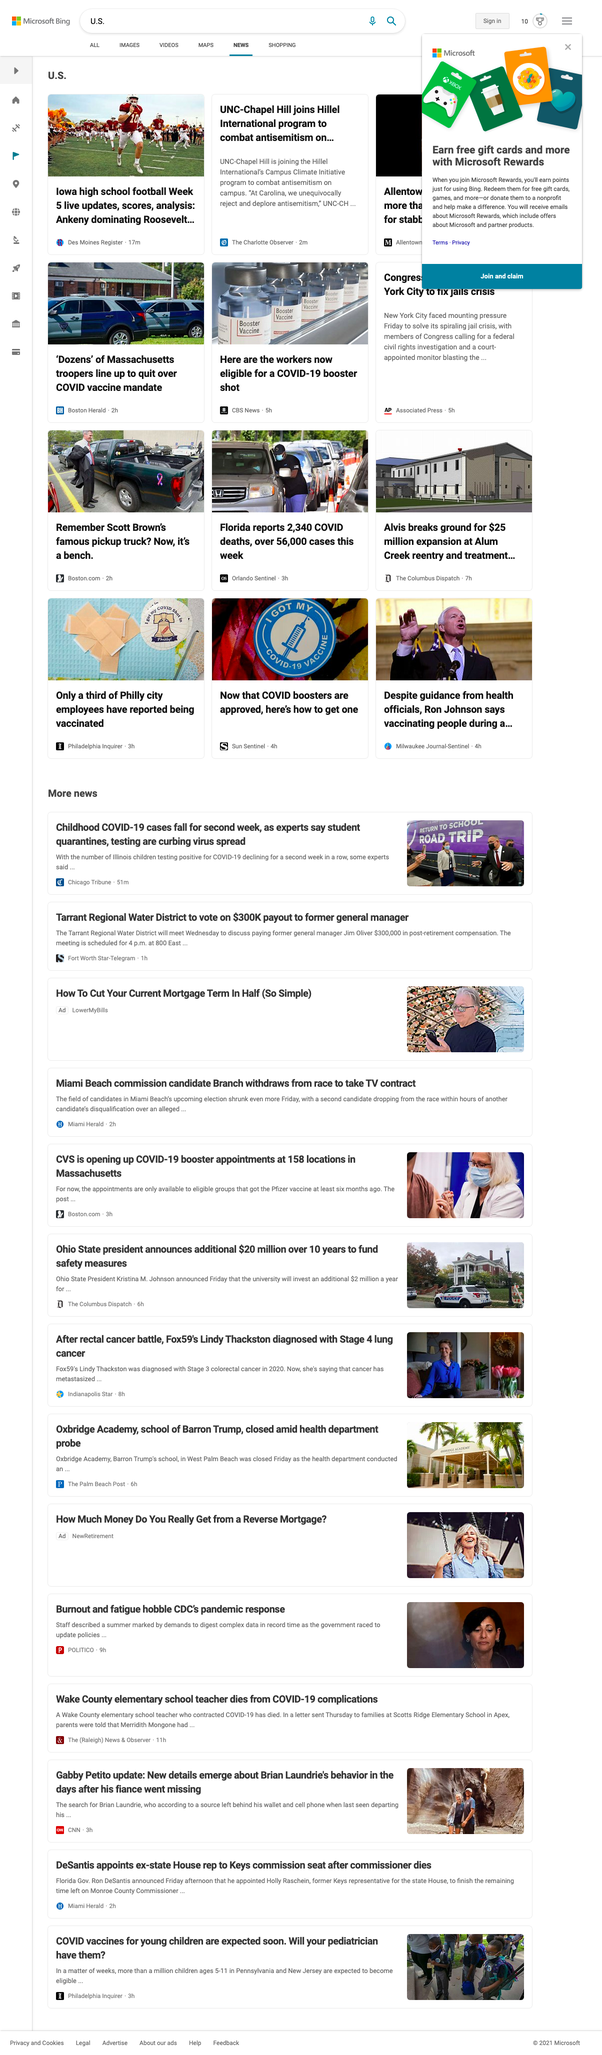 Microsoft Bing
U.S.
Sign in
10
ALL IMAGES VIDEOS MAPS NEWS SHOPPING
Microsoft
XBOX
Earn free gift cards and more
with Microsoft Rewards
When you join Microsoft Rewards, you'll earn points
just for using Bing. Redeem them for free gift cards,
games, and more—or donate them to a nonprofit
and help make a difference. You will receive emails
about Microsoft Rewards, which include offers
about Microsoft and partner products.
Terms · Privacy
Join and claim
U.S.
Iowa high school football Week
5 live updates, scores, analysis:
Ankeny dominating Roosevelt...
Des Moines Register · 17m
UNC-Chapel Hill joins Hillel
International program to
combat antisemitism on...
UNC-Chapel Hill is joining the Hillel
International's Campus Climate Initiative
program to combat antisemitism on
campus. "At Carolina, we unequivocally
reject and deplore antisemitism," UNC-CH ...
The Charlotte Observer · 2m
Allentow
more tha
for stabb
Allentown
'Dozens' of Massachusetts
troopers line up to quit over
COVID vaccine mandate
Boston Herald · 2h
Booster
Vaccine
Here are the workers now
eligible for a COVID-19 booster
shot
CBS News · 5h
Congres
York City to fix jails crisis
New York City faced mounting pressure
Friday to solve its spiraling jail crisis, with
members of Congress calling for a federal
civil rights investigation and a court-
appointed monitor blasting the ...
AP Associated Press · 5h
Remember Scott Brown's
famous pickup truck? Now, it's
a bench.
Boston.com · 2h
Florida reports 2,340 COVID
deaths, over 56,000 cases this
week
Orlando Sentinel · 3h
Alvis breaks ground for $25
million expansion at Alum
Creek reentry and treatment...
The Columbus Dispatch · 7h
Only a third of Philly city
employees have reported being
vaccinated
Philadelphia Inquirer · 3h
I GOT MY
COVID-19 VACCINE
Now that COVID boosters are
approved, here's how to get one
Sun Sentinel · 4h
Despite guidance from health
officials, Ron Johnson says
vaccinating people during a...
Milwaukee Journal-Sentinel · 4h
More news
Childhood COVID-19 cases fall for second week, as experts say student
quarantines, testing are curbing virus spread
With the number of Illinois children testing positive for COVID-19 declining for a second week in a row, some experts
said ...
Chicago Tribune · 51m
RETURN TO SCHOOL
ROAD TRIP
Tarrant Regional Water District to vote on $300K payout to former general manager
The Tarrant Regional Water District will meet Wednesday to discuss paying former general manager Jim Oliver $300,000 in post-retirement compensation. The
meeting is scheduled for 4 p.m. at 800 East ...
Fort Worth Star-Telegram · 1h
How To Cut Your Current Mortgage Term In Half (So Simple)
Ad LowerMyBills
Miami Beach commission candidate Branch withdraws from race to take TV contract
The field of candidates in Miami Beach's upcoming election shrunk even more Friday, with a second candidate dropping from the race within hours of another
candidate's disqualification over an alleged ...
Miami Herald · 2h
CVS is opening up COVID-19 booster appointments at 158 locations in
Massachusetts
For now, the appointments are only available to eligible groups that got the Pfizer vaccine at least six months ago. The
post ...
Boston.com · 3h
Ohio State president announces additional $20 million over 10 years to fund
safety measures
Ohio State President Kristina M. Johnson announced Friday that the university will invest an additional $2 million a year
for ...
The Columbus Dispatch · 6h
After rectal cancer battle, Fox59's Lindy Thackston diagnosed with Stage 4 lung
cancer
Fox59's Lindy Thackston was diagnosed with Stage 3 colorectal cancer in 2020. Now, she's saying that cancer has
metastasized ...
Indianapolis Star · 8h
Oxbridge Academy, school of Barron Trump, closed amid health department
probe
Oxbridge Academy, Barron Trump's school, in West Palm Beach was closed Friday as the health department conducted
an ...
The Palm Beach Post · 6h
How Much Money Do You Really Get from a Reverse Mortgage?
Ad NewRetirement
Burnout and fatigue hobble CDC's pandemic response
Staff described a summer marked by demands to digest complex data in record time as the government raced to
update policies ...
POLITICO · 9h
Wake County elementary school teacher dies from COVID-19 complications
A Wake County elementary school teacher who contracted COVID-19 has died. In a letter sent Thursday to families at Scotts Ridge Elementary School in Apex,
parents were told that Merridith Mongone had ...
The (Raleigh) News & Observer · 11h
Gabby Petito update: New details emerge about Brian Laundrie's behavior in the
days after his fiance went missing
The search for Brian Laundrie, who according to a source left behind his wallet and cell phone when last seen departing
his ...
CNN · 3h
DeSantis appoints ex-state House rep to Keys commission seat after commissioner dies
Florida Gov. Ron DeSantis announced Friday afternoon that he appointed Holly Raschein, former Keys representative for the state House, to finish the remaining
time left on Monroe County Commissioner ...
Miami Herald · 2h
COVID vaccines for young children are expected soon. Will your pediatrician
have them?
In a matter of weeks, more than a million children ages 5-11 in Pennsylvania and New Jersey are expected to become
eligible ...
Philadelphia Inquirer · 3h
Privacy and Cookies Legal Advertise About our ads Help Feedback
© 2021 Microsoft